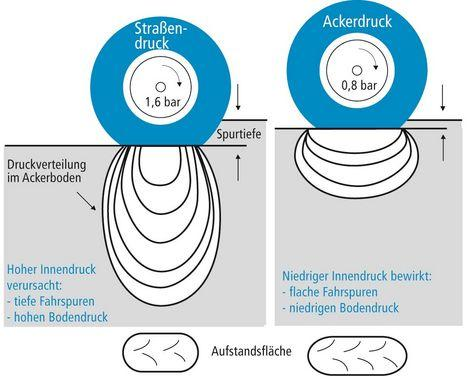 Straßen-
druck
1,6 bar
Ackerdruck
0,8 bar
Spurtiefe
Druckverteilung
im Ackerboden
Hoher Innendruck
verursacht:
- tiefe Fahrspuren
- hohen Bodendruck
Niedriger Innendruck bewirkt:
- flache Fahrspuren
- niedrigen Bodendruck
Aufstandsfläche